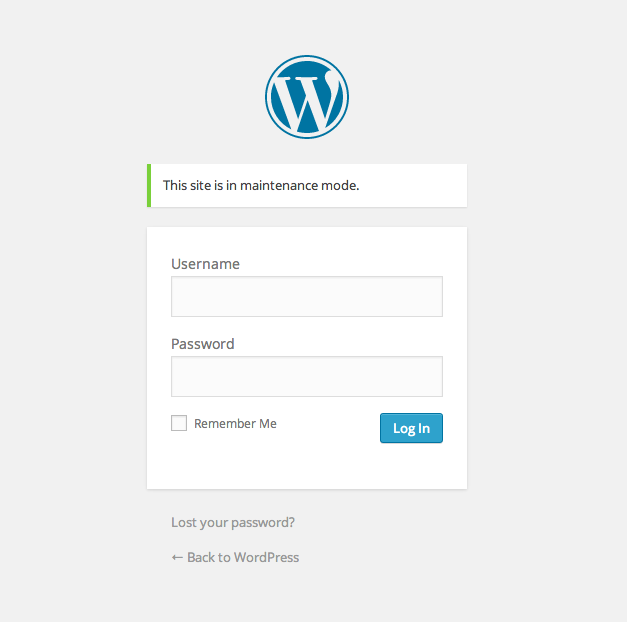 This site is in maintenance mode.
Username
Password
Remember Me
Log In
Lost your password?
← Back to WordPress